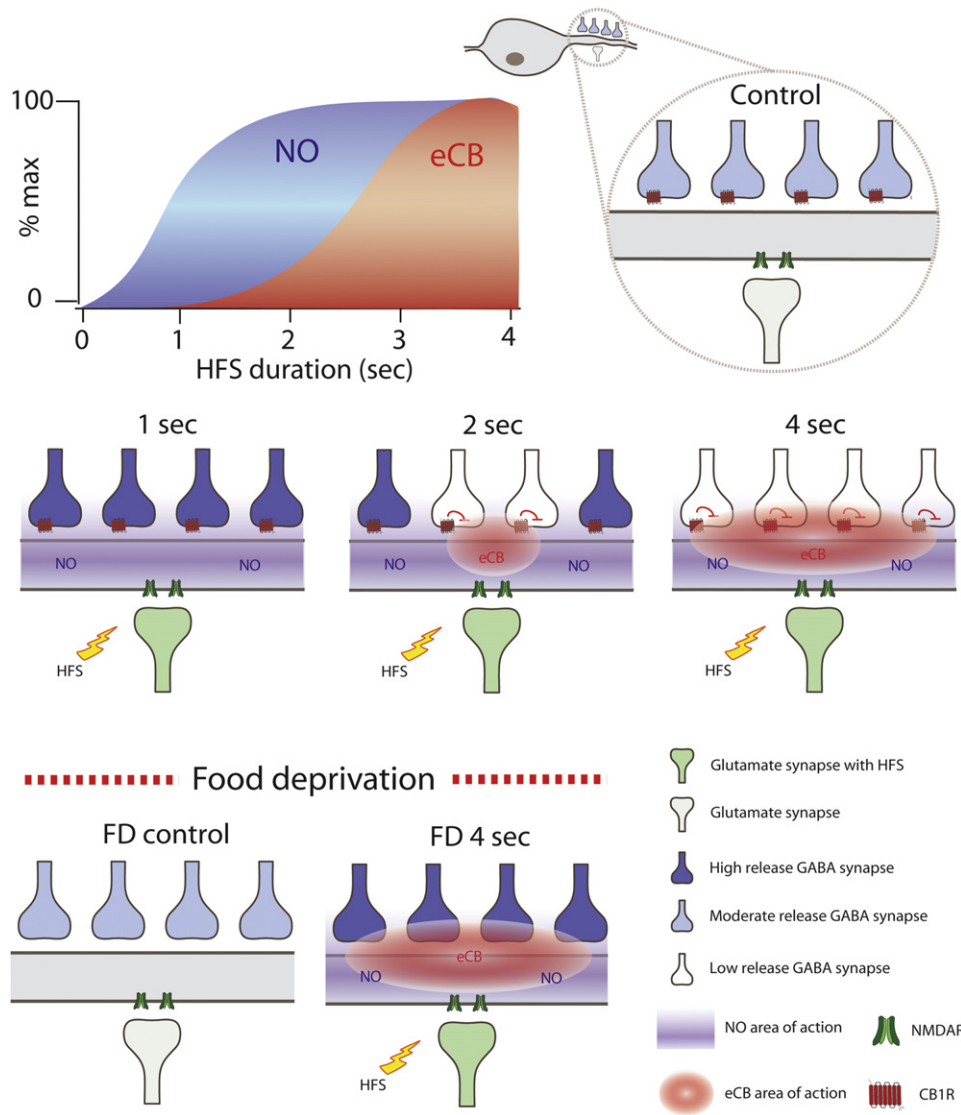 Control
100
NO
eCB
% max
0
0
1
2
3
4
HFS duration (sec)
1 sec
2 sec
4 sec
NO
NO
HFS
NO
eCB
NO
HFS
NO
eCB
NO
HFS
Food deprivation
FD control
FD 4 sec
eCB
NO
NO
HFS
Glutamate synapse with HFS
Glutamate synapse
High release GABA synapse
Moderate release GABA synapse
Low release GABA synapse
NO area of action
NMDAR
eCB area of action
CB1R